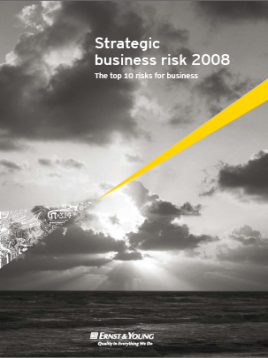 Strategic
business risk 2008
The top 10 risks for business
ERNST & YOUNG
Quality In Everything We Do